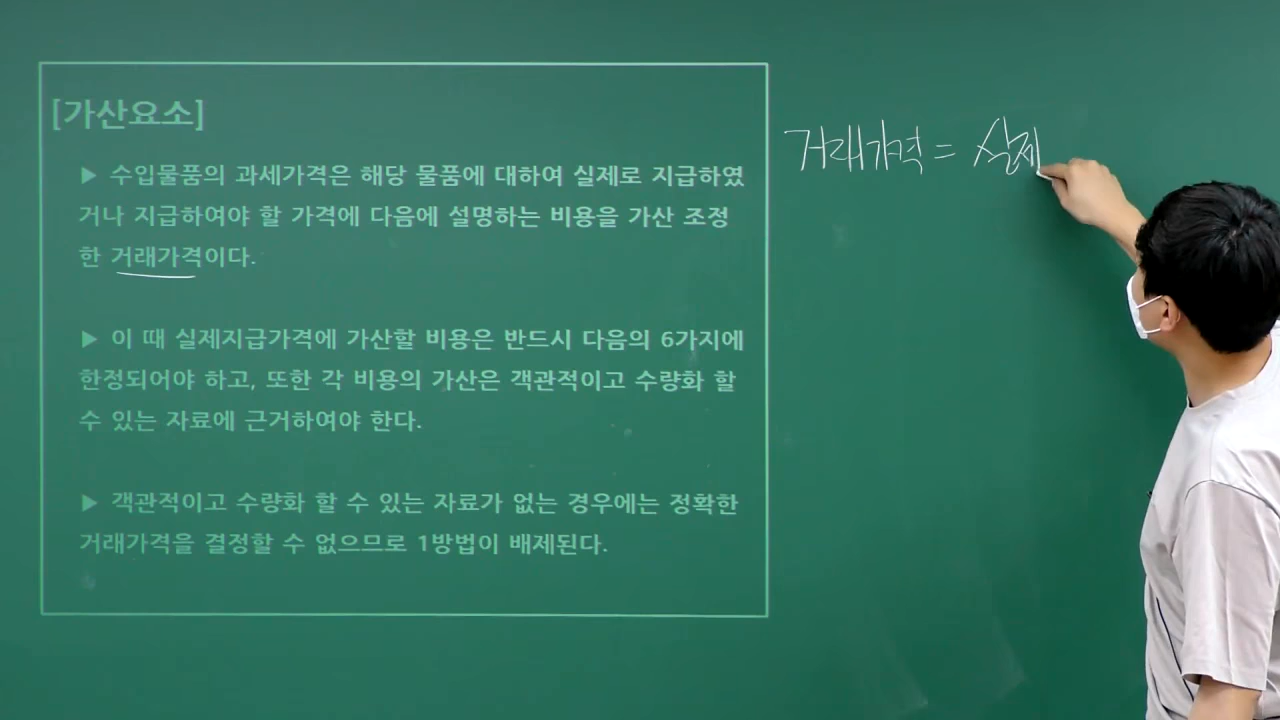 [가산요소]
▶ 수입물품의 과세가격은 해당 물품에 대하여 실제로 지급하였
거나 지급하여야 할 가격에 다음에 설명하는 비용을 가산 조정
한 거래가격이다.
▶ 이 때 실제지급가격에 가산할 비용은 반드시 다음의 6가지에
한정되어야 하고, 또한 각 비용의 가산은 객관적이고 수량화 할
수 있는 자료에 근거하여야 한다.
▶ 객관적이고 수량화 할 수 있는 자료가 없는 경우에는 정확한
거래가격을 결정할 수 없으므로 1방법이 배제된다.
거래가격 = 실제